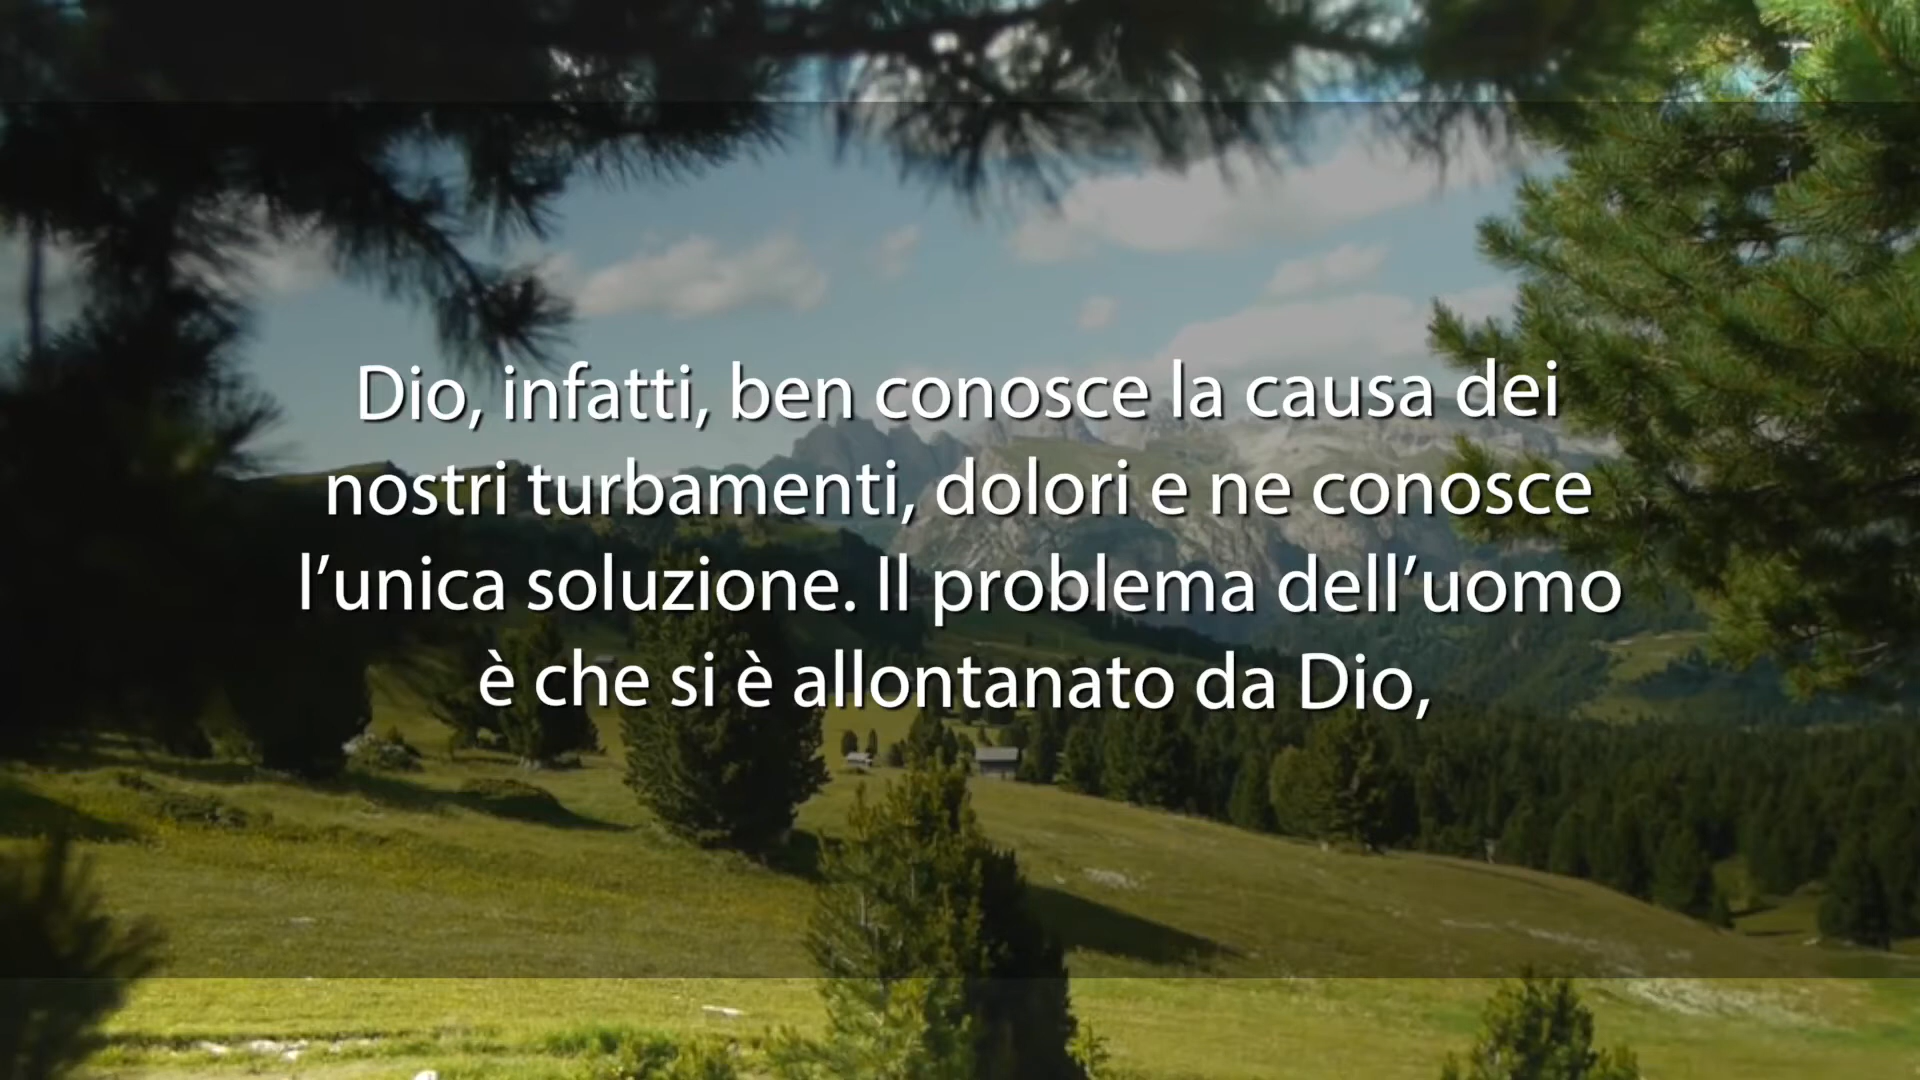 Dio, infatti, ben conosce la causa dei
nostri turbamenti, dolori e ne conosce
l’unica soluzione. Il problema dell’uomo
è che si è allontanato da Dio,